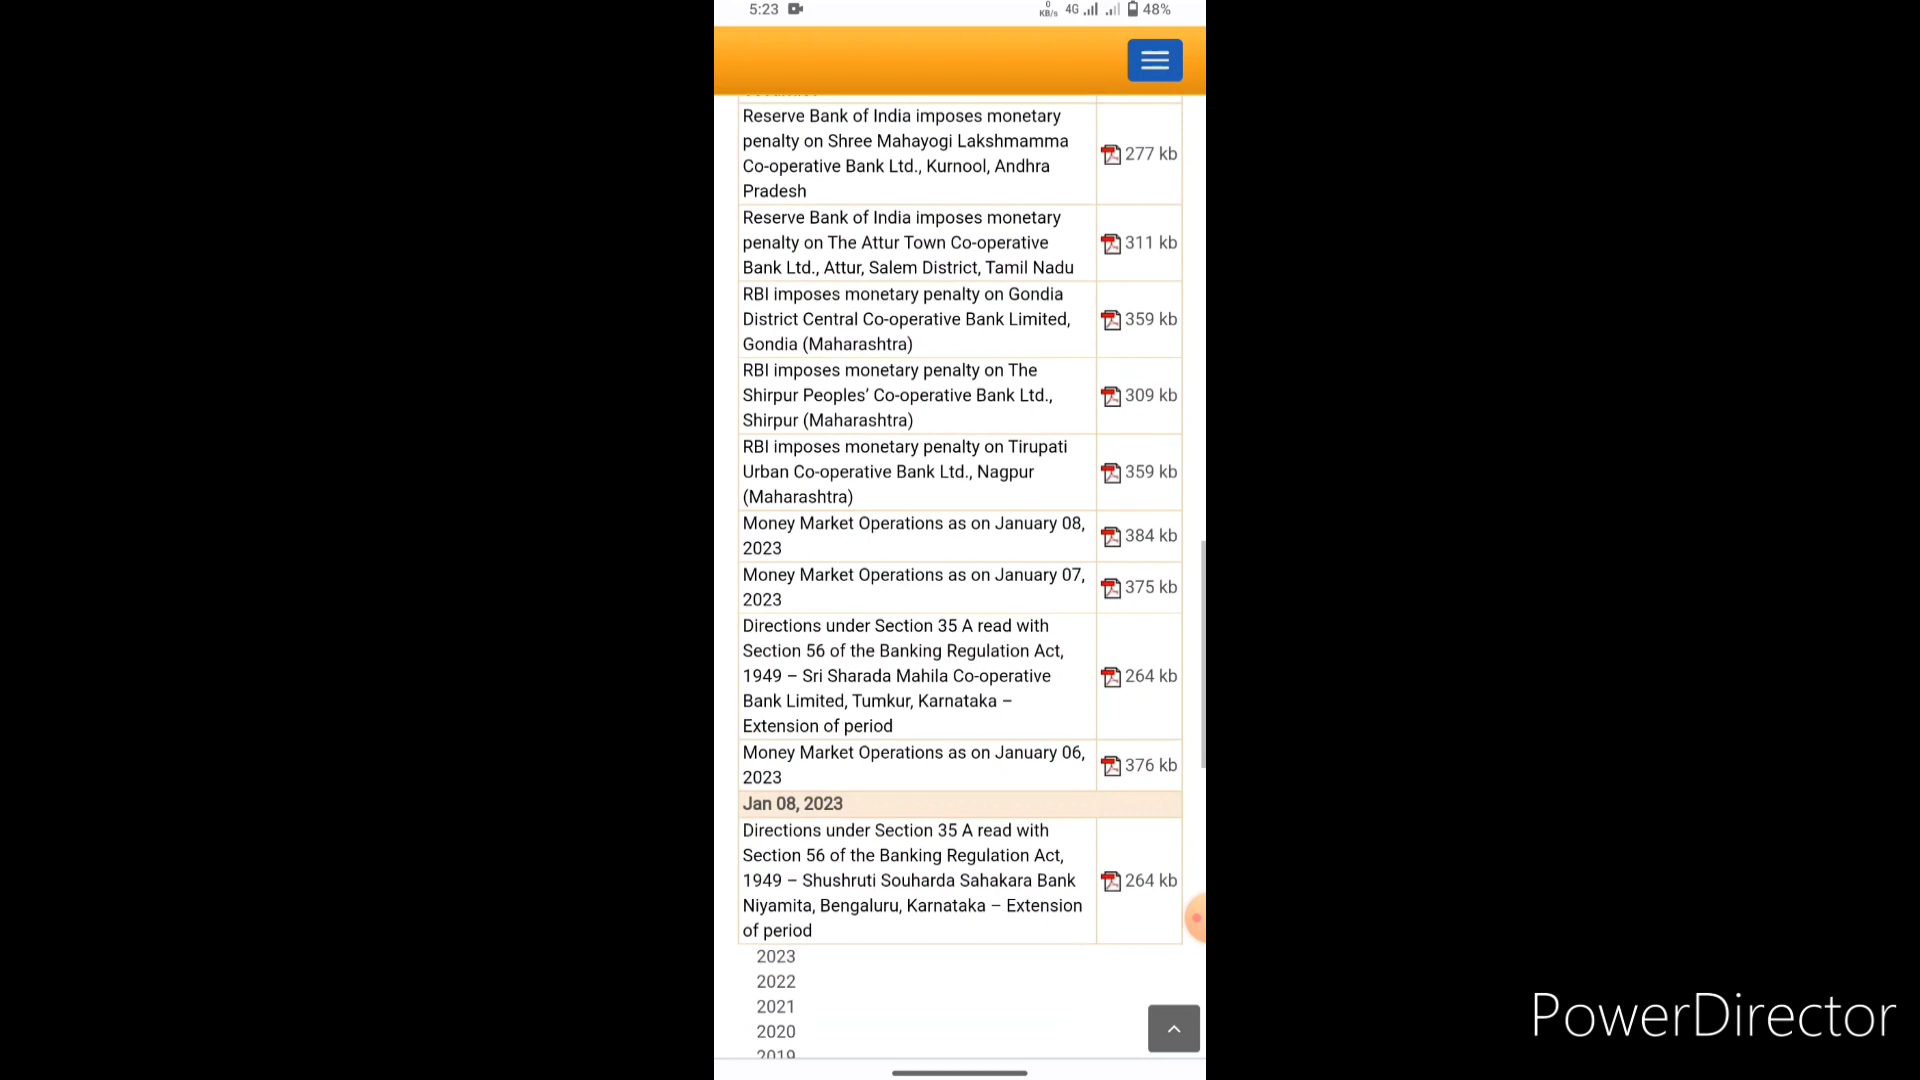 5:23
0
KB/s
4G
48%
Reserve Bank of India imposes monetary
penalty on Shree Mahayogi Lakshmamma
Co-operative Bank Ltd., Kurnool, Andhra
Pradesh
277 kb
Reserve Bank of India imposes monetary
penalty on The Attur Town Co-operative
Bank Ltd., Attur, Salem District, Tamil Nadu
311 kb
RBI imposes monetary penalty on Gondia
District Central Co-operative Bank Limited,
Gondia (Maharashtra)
359 kb
RBI imposes monetary penalty on The
Shirpur Peoples’ Co-operative Bank Ltd.,
Shirpur (Maharashtra)
309 kb
RBI imposes monetary penalty on Tirupati
Urban Co-operative Bank Ltd., Nagpur
(Maharashtra)
359 kb
Money Market Operations as on January 08,
2023
384 kb
Money Market Operations as on January 07,
2023
375 kb
Directions under Section 35 A read with
Section 56 of the Banking Regulation Act,
1949 – Sri Sharada Mahila Co-operative
Bank Limited, Tumkur, Karnataka –
Extension of period
264 kb
Money Market Operations as on January 06,
2023
376 kb
Jan 08, 2023
Directions under Section 35 A read with
Section 56 of the Banking Regulation Act,
1949 – Shushruti Souharda Sahakara Bank
Niyamita, Bengaluru, Karnataka – Extension
of period
264 kb
2023
2022
2021
2020
2019
PowerDirector